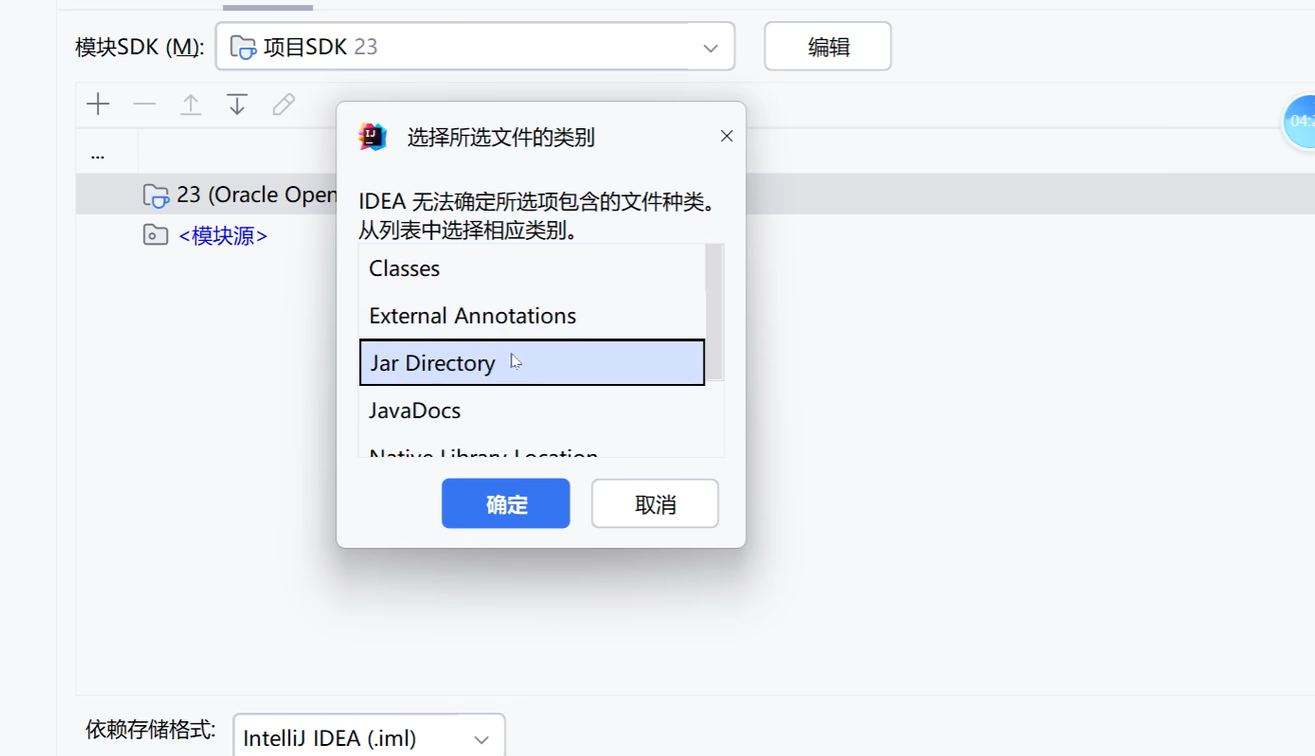 模块SDK (M): 项目SDK 23 编辑
选择所选文件的类别
...
23 (Oracle Open
IDEA 无法确定所选项包含的文件种类。
从列表中选择相应类别。
<模块源>
Classes
External Annotations
Jar Directory
JavaDocs
Native Library Location
确定 取消
依赖存储格式: IntelliJ IDEA (.iml)